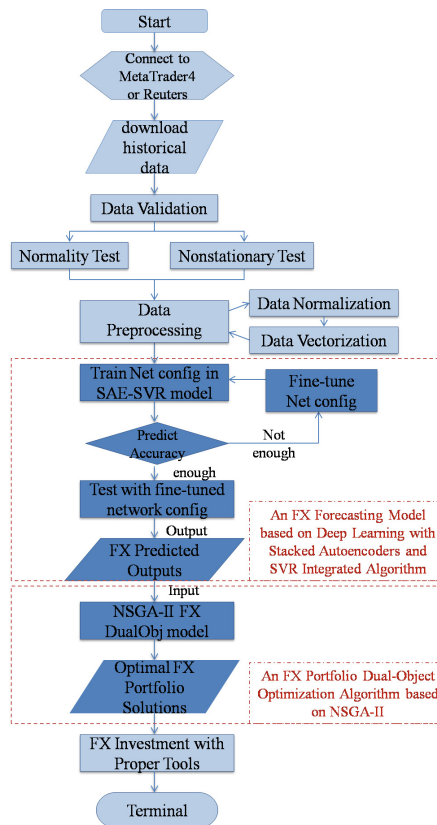 Start
Connect to
MetaTrader4
or Reuters
download
historical
data
Data Validation
Normality Test
Nonstationary Test
Data
Preprocessing
Data Normalization
Data Vectorization
Train Net config in
SAE-SVR model
Fine-tune
Net config
Predict
Accuracy
Not
enough
enough
Test with fine-tuned
network config
Output
FX Predicted
Outputs
An FX Forecasting Model
based on Deep Learning with
Stacked Autoencoders and
SVR Integrated Algorithm
Input
NSGA-II FX
DualObj model
Optimal FX
Portfolio
Solutions
An FX Portfolio Dual-Object
Optimization Algorithm based
on NSGA-II
FX Investment with
Proper Tools
Terminal